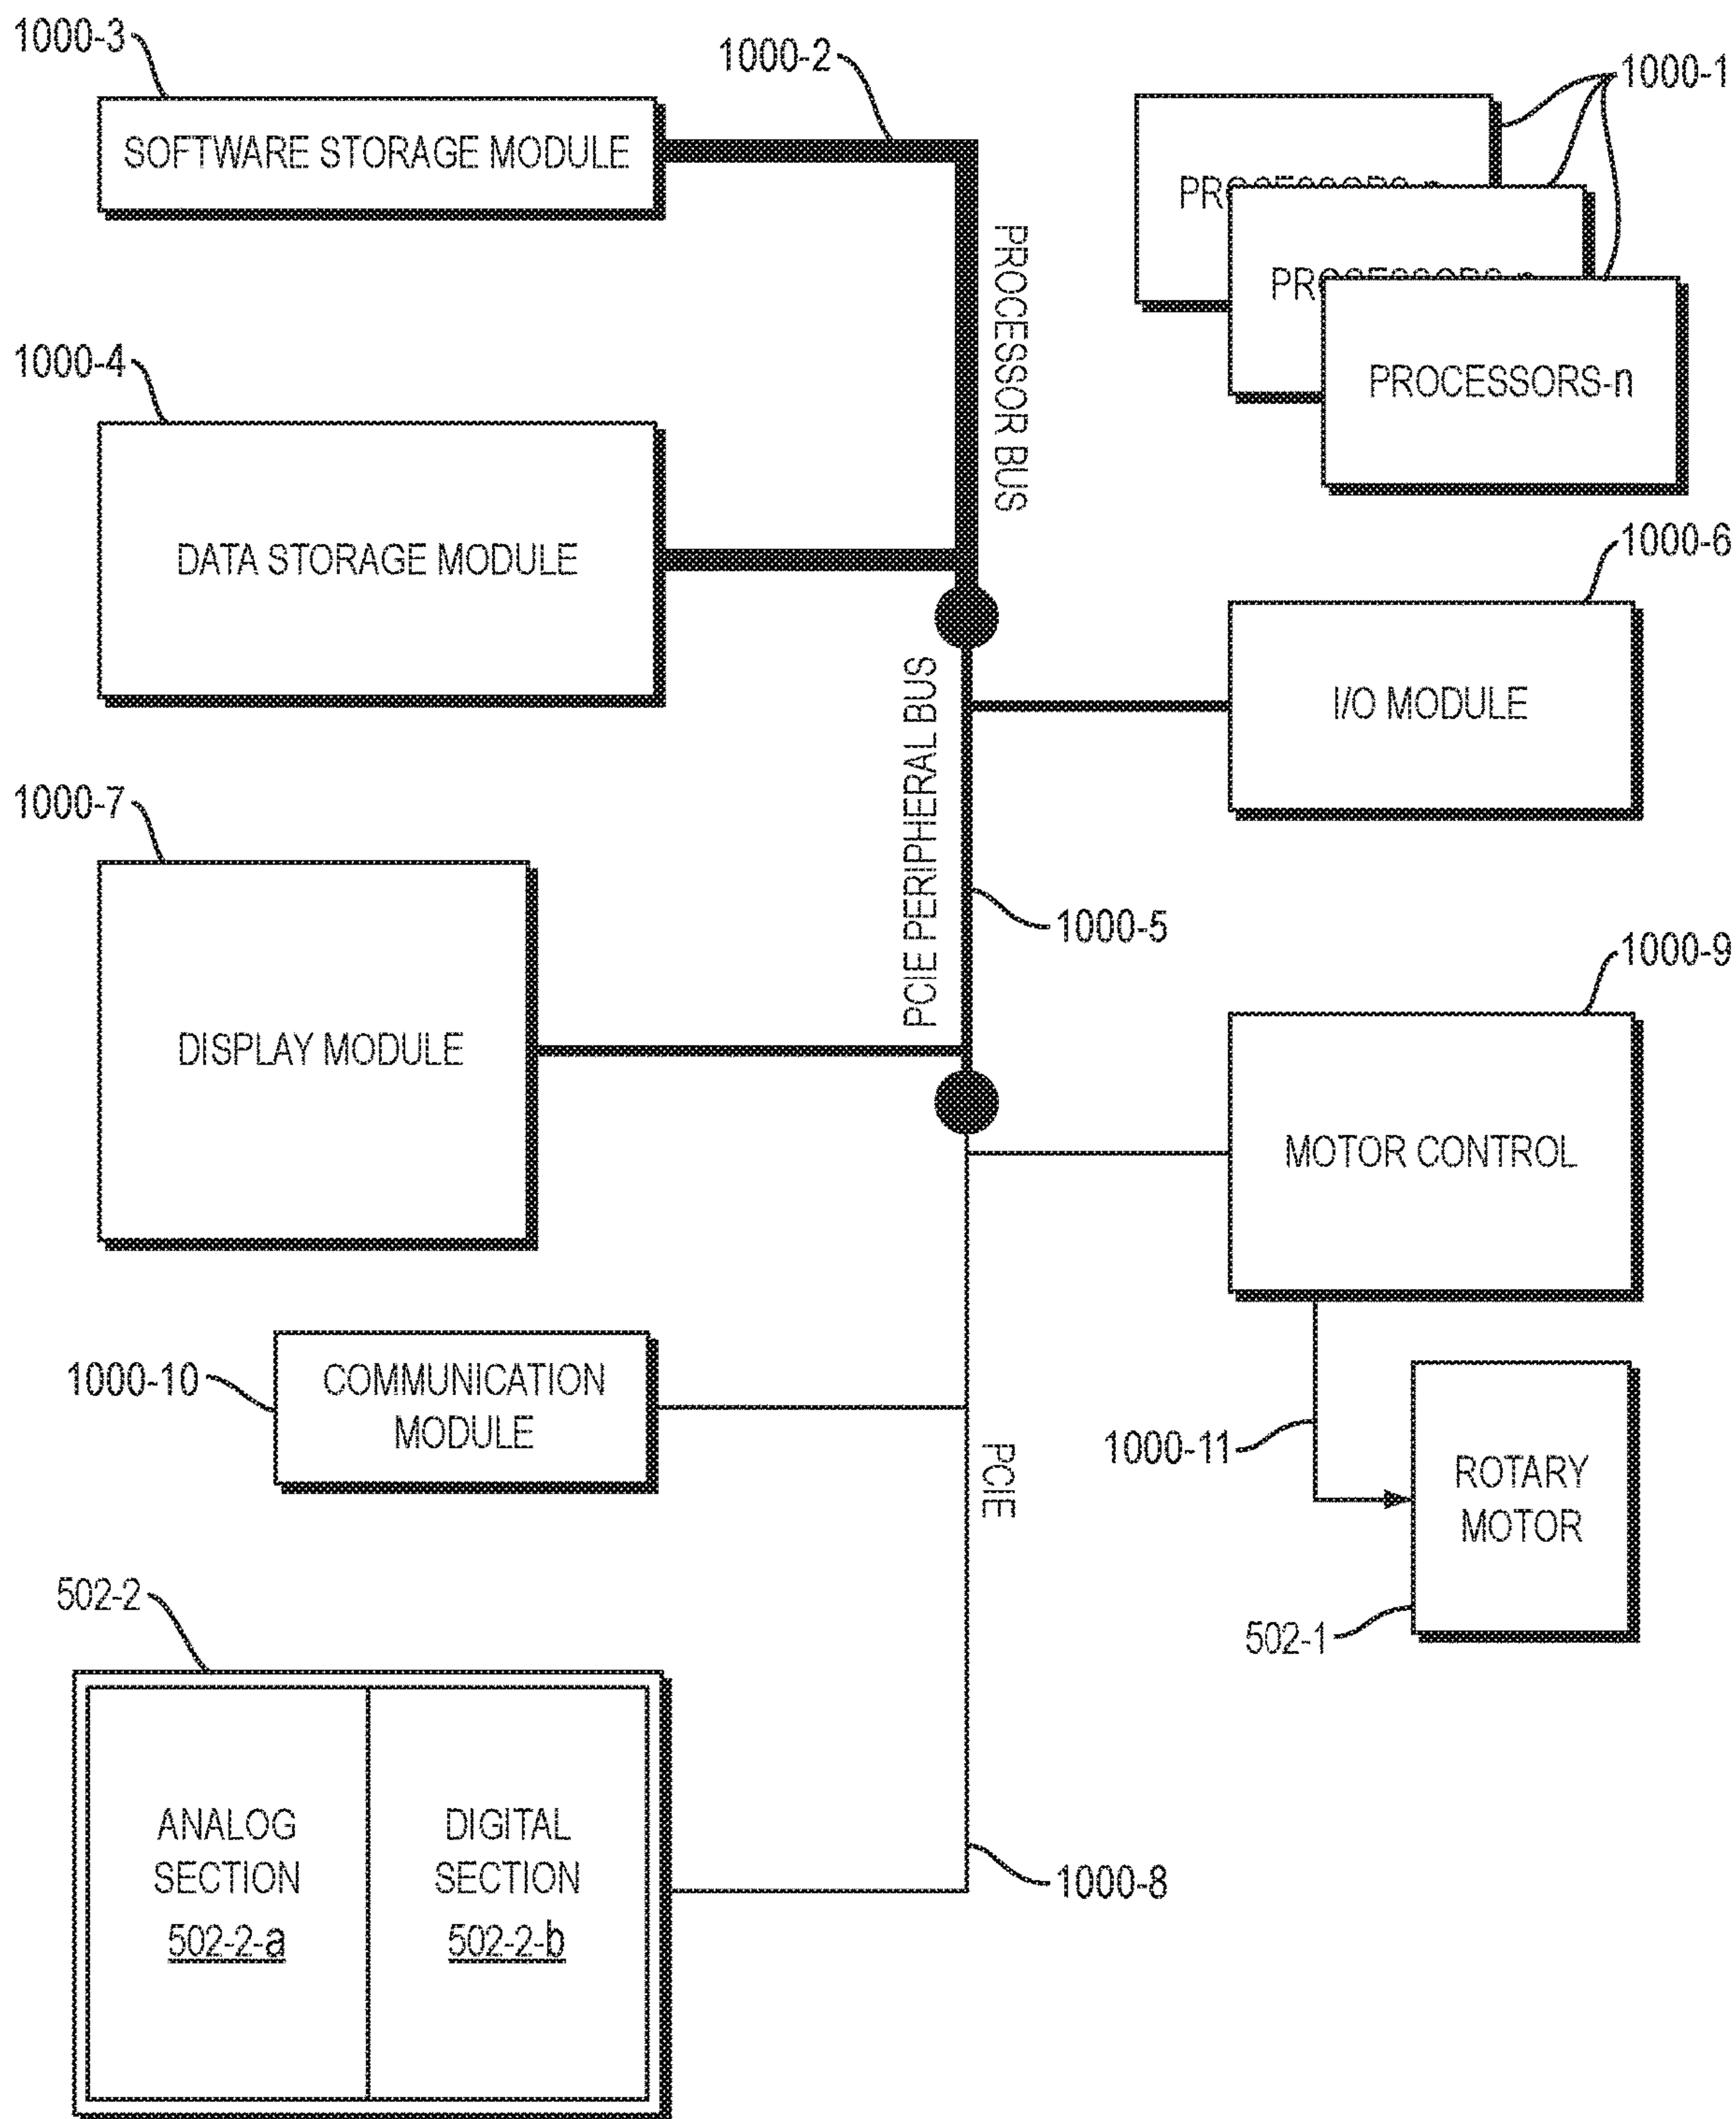 1000-3
1000-2
1000-1
SOFTWARE STORAGE MODULE
PROCESSORS-n
PROCESSOR BUS
1000-4
DATA STORAGE MODULE
1000-6
I/O MODULE
PCIE PERIPHERAL BUS
1000-7
DISPLAY MODULE
1000-5
1000-9
MOTOR CONTROL
1000-10
COMMUNICATION
MODULE
PCIE
1000-11
ROTARY
MOTOR
502-1
502-2
ANALOG
SECTION
502-2-a
DIGITAL
SECTION
502-2-b
1000-8